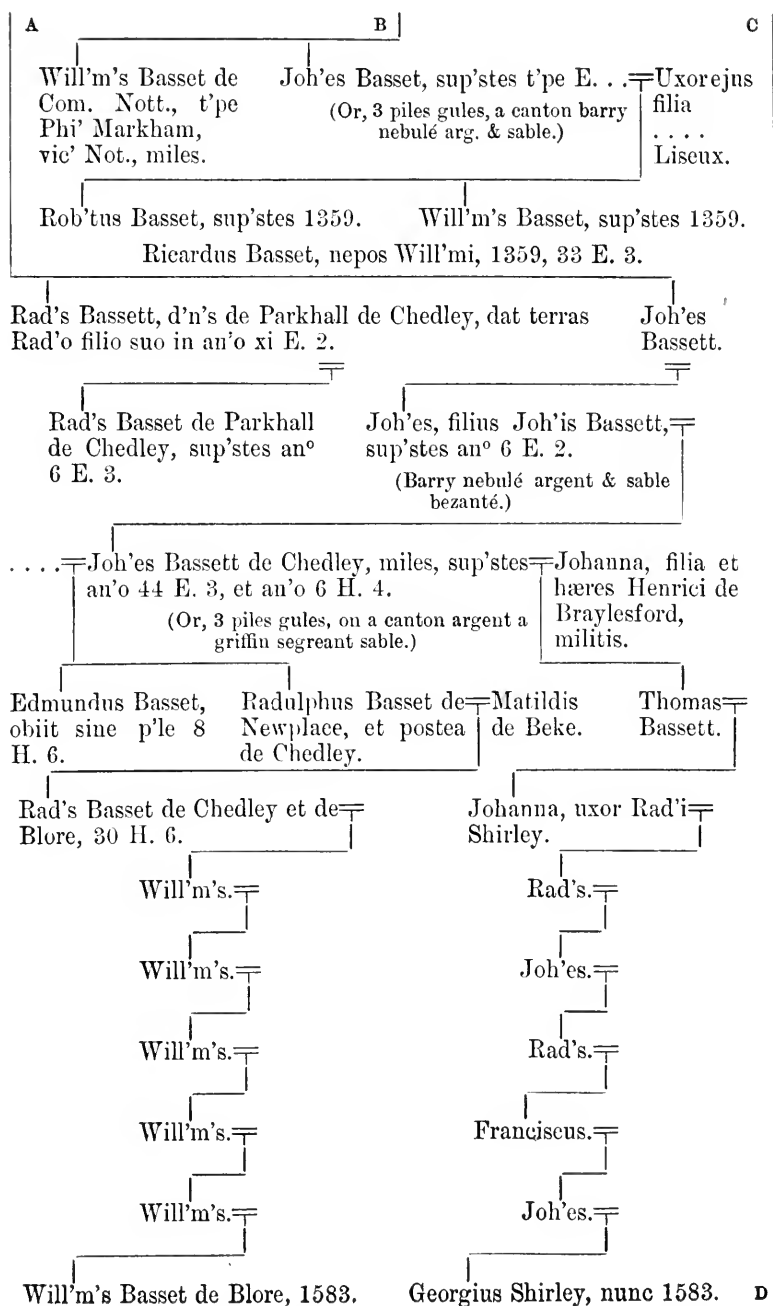 A B C
Will'm's Basset de Joh'es Basset, sup'stes t'pe E. . . Uxorejus
Com. Nott., t'pe (Or, 3 piles gules, a canton barry filia
Phi' Markham, nebulé arg. & sable.) . . . .
vic' Not., miles. Liseux.
Rob'tus Basset, sup'stes 1359. Will'm's Basset, sup'stes 1359.
Ricardus Basset, nepos Will'mi, 1359, 33 E. 3.
Rad's Bassett, d'n's de Parkhall de Chedley, dat terras Joh'es
Rad'o filio suo in an'o xi E. 2. Bassett.
Rad's Basset de Parkhall Joh'es, filius Joh'is Bassett,
de Chedley, sup'stes anº sup'stes anº 6 E. 2.
6 E. 3. (Barry nebulé argent & sable
bezanté.)
. . . . Joh'es Bassett de Chedley, miles, sup'stes Johanna, filia et
an'o 44 E. 3, et an'o 6 H. 4. hæres Henrici de
(Or, 3 piles gules, on a canton argent a Braylesford,
griffin segreant sable.) militis.
Edmundus Basset, Radulphus Basset de Matildis Thomas
obiit sine p'le 8 Newplace, et postea de Beke. Bassett.
H. 6. de Chedley.
Rad's Basset de Chedley et de Johanna, uxor Rad'i
Blore, 30 H. 6. Shirley.
Will'm's. Rad's.
Will'm's. Joh'es.
Will'm's. Rad's.
Will'm's. Franciscus.
Will'm's. Joh'es.
Will'm's Basset de Blore, 1583. Georgius Shirley, nunc 1583. D